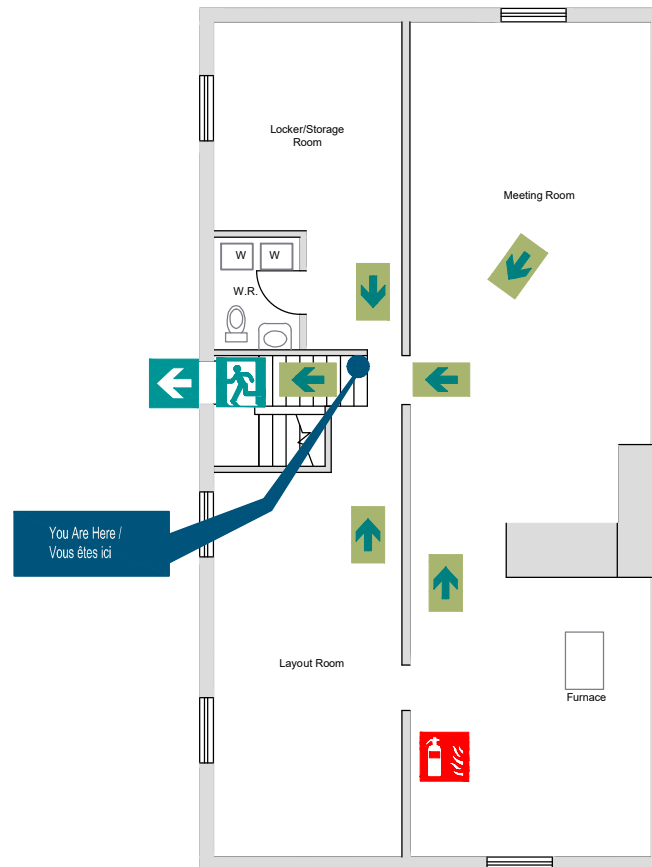 Locker/Storage
Room
Meeting Room
W W
W.R.
You Are Here /
Vous êtes ici
Layout Room
Furnace